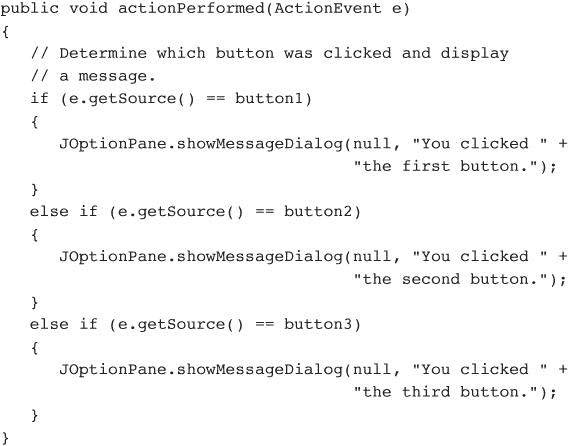 public void actionPerformed(ActionEvent e)
{
   // Determine which button was clicked and display
   // a message.
   if (e.getSource() == button1)
   {
      JOptionPane.showMessageDialog(null, "You clicked " +
                                    "the first button.");
   }
   else if (e.getSource() == button2)
   {
      JOptionPane.showMessageDialog(null, "You clicked " +
                                    "the second button.");
   }
   else if (e.getSource() == button3)
   {
      JOptionPane.showMessageDialog(null, "You clicked " +
                                    "the third button.");
   }
}